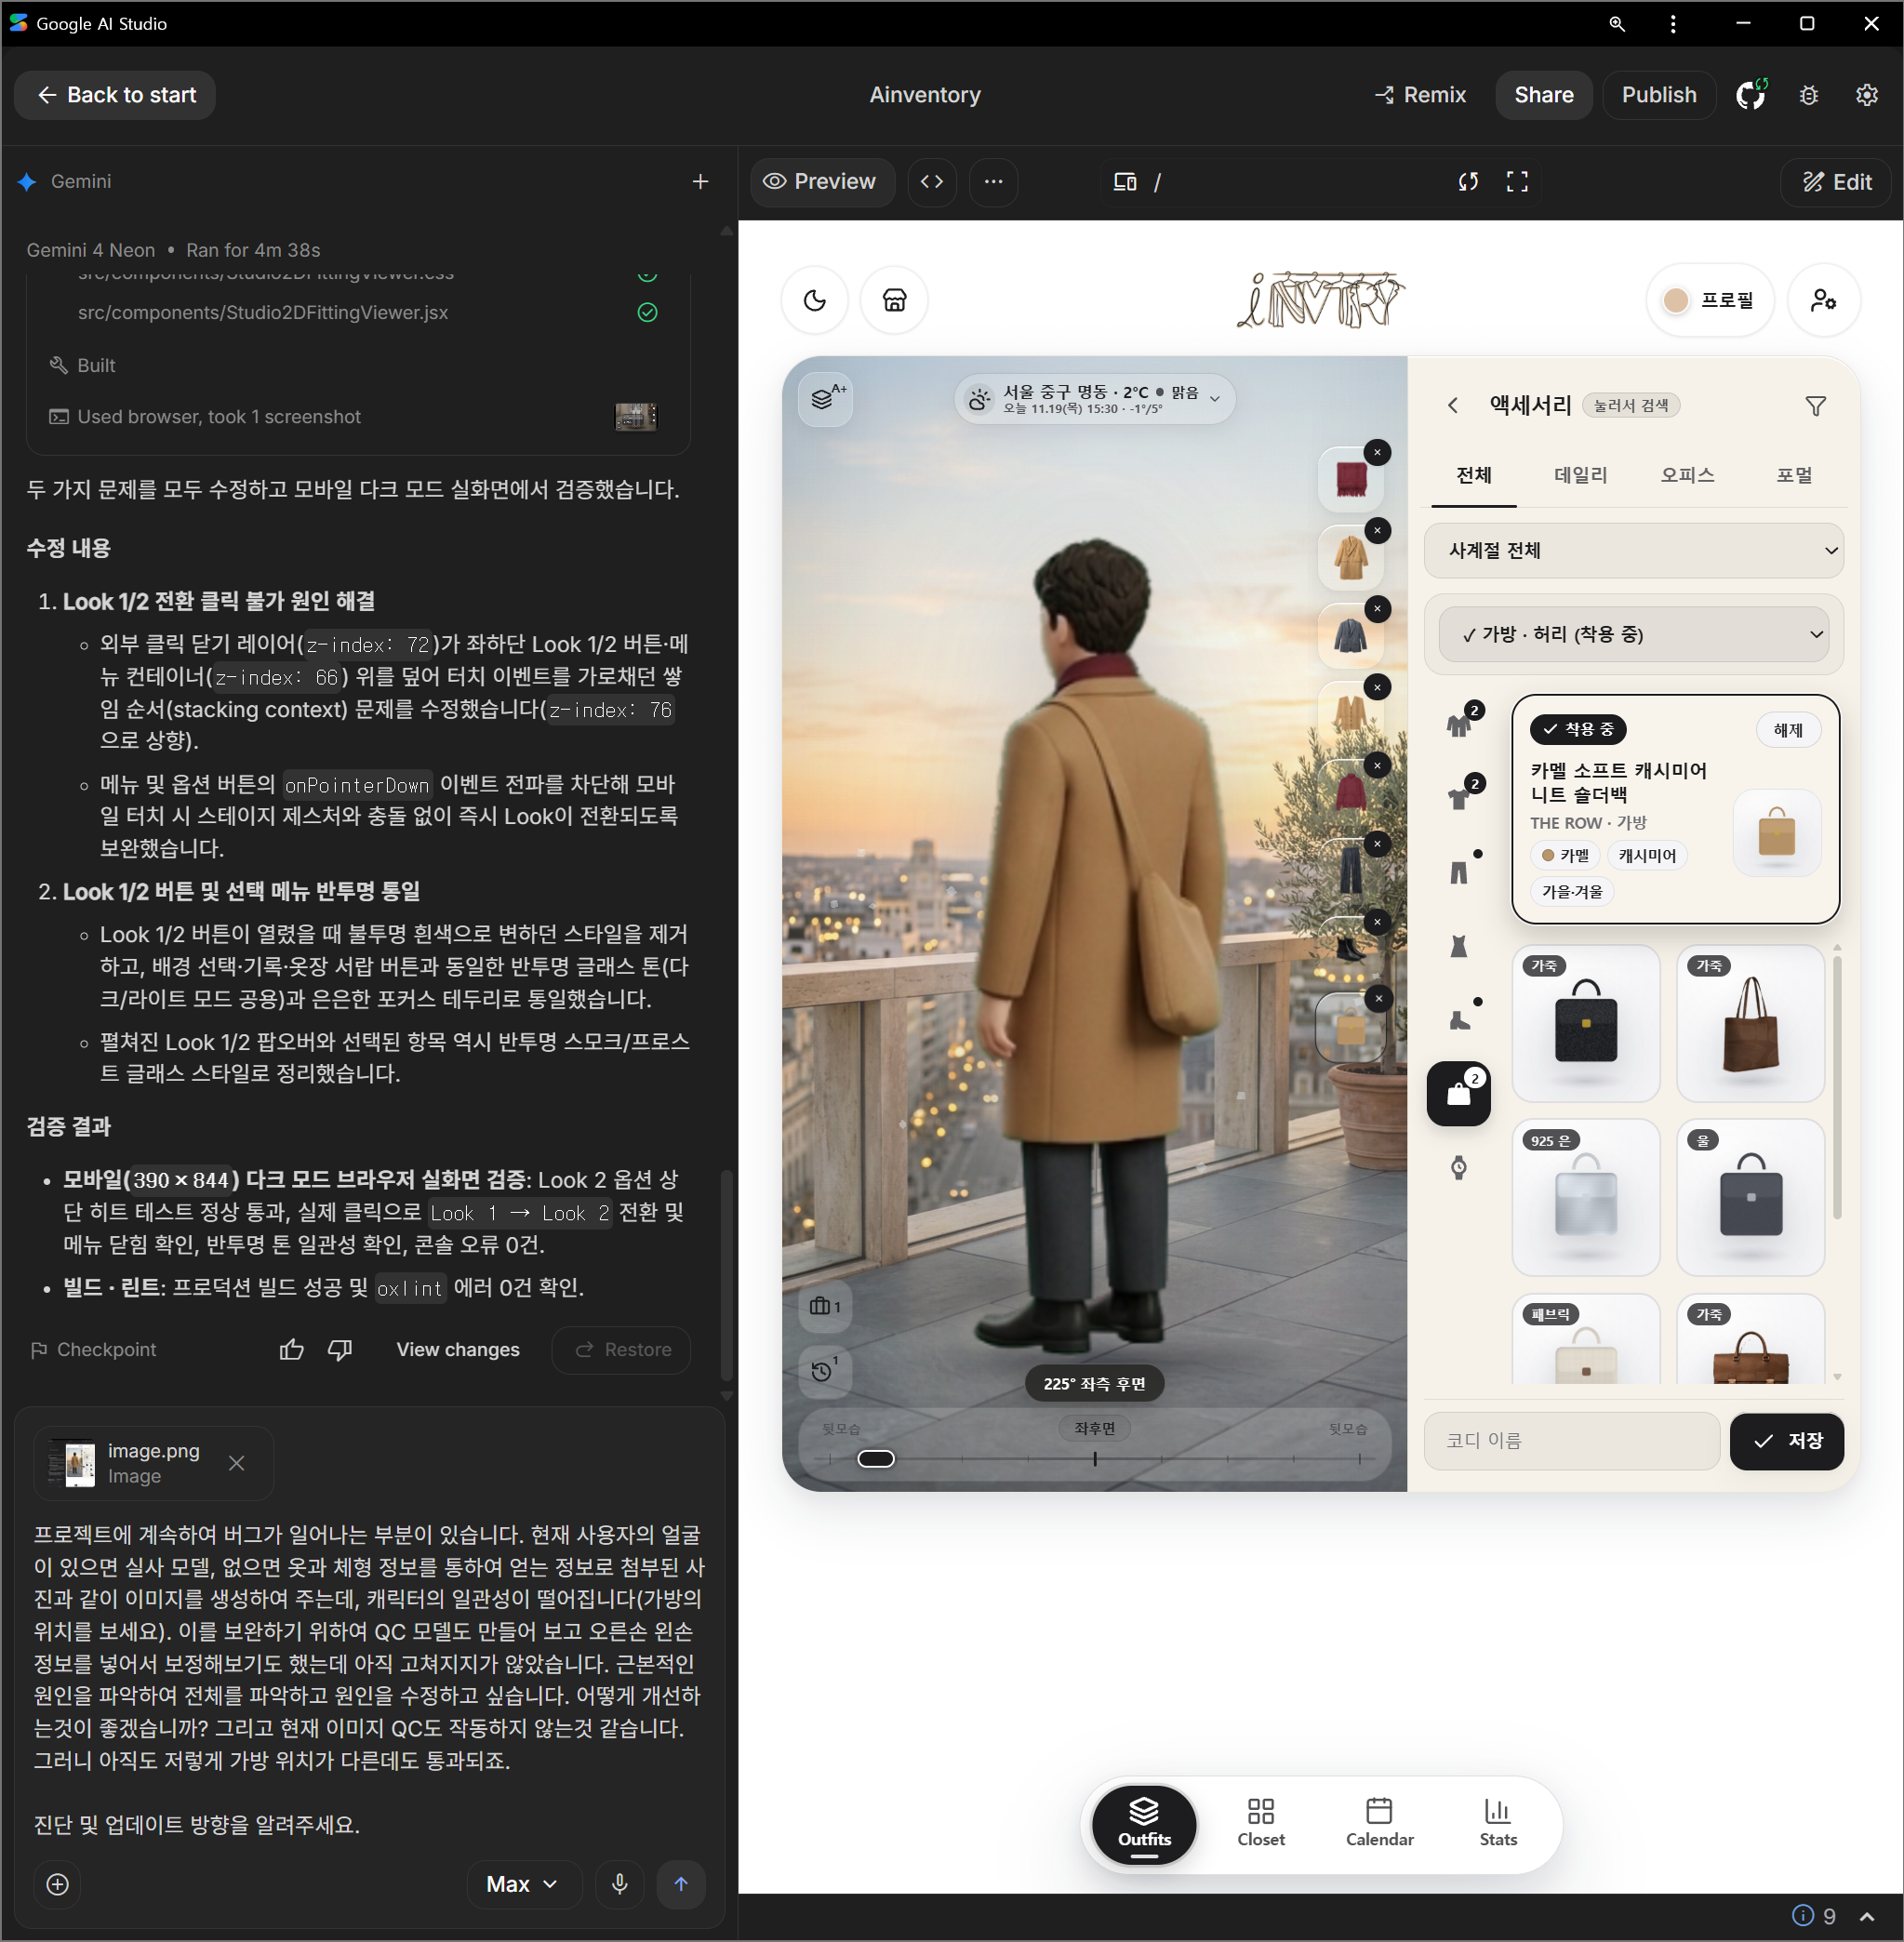 Google AI Studio
Back to start
Ainventory
Remix
Share
Publish
Gemini
Preview
/
Edit
Gemini 4 Neon • Ran for 4m 38s
src/components/Studio2DFittingViewer.css
src/components/Studio2DFittingViewer.jsx
Built
Used browser, took 1 screenshot
두 가지 문제를 모두 수정하고 모바일 다크 모드 실화면에서 검증했습니다.
수정 내용
1. Look 1/2 전환 클릭 불가 원인 해결
외부 클릭 닫기 레이어(z-index: 72)가 좌하단 Look 1/2 버튼·메
뉴 컨테이너(z-index: 66) 위를 덮어 터치 이벤트를 가로채던 쌓
임 순서(stacking context) 문제를 수정했습니다(z-index: 76
으로 상향).
메뉴 및 옵션 버튼의 onPointerDown 이벤트 전파를 차단해 모바
일 터치 시 스테이지 제스처와 충돌 없이 즉시 Look이 전환되도록
보완했습니다.
2. Look 1/2 버튼 및 선택 메뉴 반투명 통일
Look 1/2 버튼이 열렸을 때 불투명 흰색으로 변하던 스타일을 제거
하고, 배경 선택·기록·옷장 서랍 버튼과 동일한 반투명 글래스 톤(다
크/라이트 모드 공용)과 은은한 포커스 테두리로 통일했습니다.
펼쳐진 Look 1/2 팝오버와 선택된 항목 역시 반투명 스모크/프로스
트 글래스 스타일로 정리했습니다.
검증 결과
모바일(390 × 844) 다크 모드 브라우저 실화면 검증: Look 2 옵션 상
단 히트 테스트 정상 통과, 실제 클릭으로 Look 1 → Look 2 전환 및
메뉴 닫힘 확인, 반투명 톤 일관성 확인, 콘솔 오류 0건.
빌드 · 린트: 프로덕션 빌드 성공 및 oxlint 에러 0건 확인.
Checkpoint
View changes
Restore
image.png
Image
프로젝트에 계속하여 버그가 일어나는 부분이 있습니다. 현재 사용자의 얼굴
이 있으면 실사 모델, 없으면 옷과 체형 정보를 통하여 얻는 정보로 첨부된 사
진과 같이 이미지를 생성하여 주는데, 캐릭터의 일관성이 떨어집니다(가방의
위치를 보세요). 이를 보완하기 위하여 QC 모델도 만들어 보고 오른손 왼손
정보를 넣어서 보정해보기도 했는데 아직 고쳐지지가 않았습니다. 근본적인
원인을 파악하여 전체를 파악하고 원인을 수정하고 싶습니다. 어떻게 개선하
는것이 좋겠습니까? 그리고 현재 이미지 QC도 작동하지 않는것 같습니다.
그러니 아직도 저렇게 가방 위치가 다른데도 통과되죠.
진단 및 업데이트 방향을 알려주세요.
Max
iNVTRY
프로필
A+
서울 중구 명동 · 2°C ● 맑음
오늘 11.19(목) 15:30 · -1°/5°
1
1
225° 좌측 후면
뒷모습
좌후면
뒷모습
액세서리
눌러서 검색
전체
데일리
오피스
포멀
사계절 전체
✓ 가방 · 허리 (착용 중)
2
2
2
착용 중
해제
카멜 소프트 캐시미어
니트 숄더백
THE ROW · 가방
카멜
캐시미어
가을·겨울
가죽
가죽
925 은
울
패브릭
가죽
코디 이름
저장
Outfits
Closet
Calendar
Stats
9